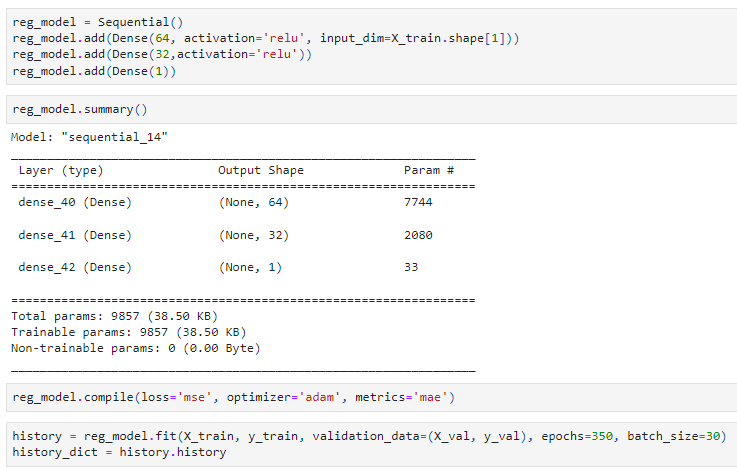 reg_model = Sequential()
reg_model.add(Dense(64, activation='relu', input_dim=X_train.shape[1]))
reg_model.add(Dense(32,activation='relu'))
reg_model.add(Dense(1))
reg_model.summary()
Model: "sequential_14"
_________________________________________________________________
Layer (type)                Output Shape              Param #
=================================================================
dense_40 (Dense)            (None, 64)                7744
dense_41 (Dense)            (None, 32)                2080
dense_42 (Dense)            (None, 1)                 33
=================================================================
Total params: 9857 (38.50 KB)
Trainable params: 9857 (38.50 KB)
Non-trainable params: 0 (0.00 Byte)
_________________________________________________________________
reg_model.compile(loss='mse', optimizer='adam', metrics='mae')
history = reg_model.fit(X_train, y_train, validation_data=(X_val, y_val), epochs=350, batch_size=30)
history_dict = history.history